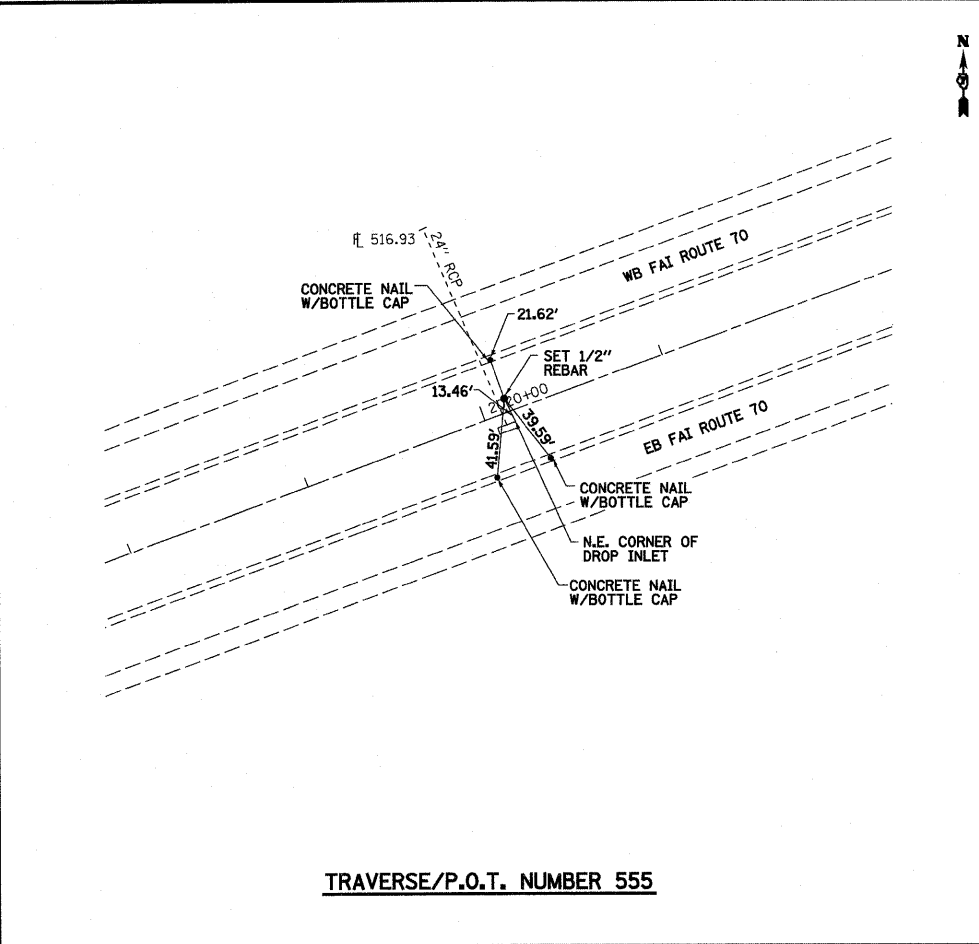 N
FL 516.93
24" RCP
WB FAI ROUTE 70
CONCRETE NAIL
W/BOTTLE CAP
21.62'
SET 1/2"
REBAR
13.46'
39.59'
EB FAI ROUTE 70
41.59'
CONCRETE NAIL
W/BOTTLE CAP
N.E. CORNER OF
DROP INLET
CONCRETE NAIL
W/BOTTLE CAP
TRAVERSE/P.O.T. NUMBER 555